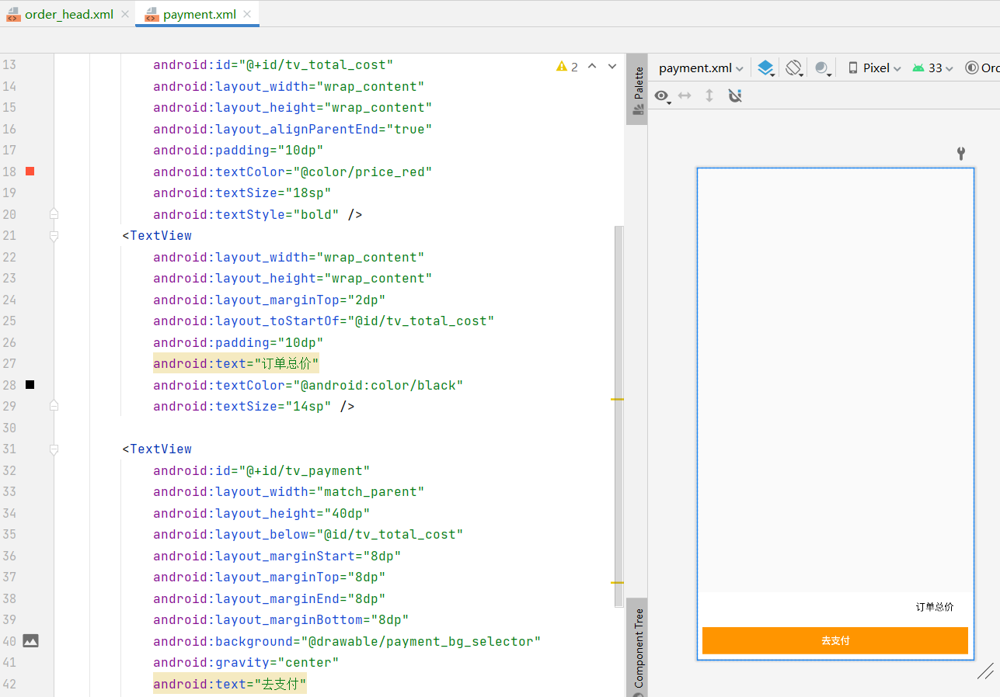 order_head.xml
payment.xml
13 android:id="@+id/tv_total_cost"
2
14 android:layout_width="wrap_content"
15 android:layout_height="wrap_content"
16 android:layout_alignParentEnd="true"
17 android:padding="10dp"
18 android:textColor="@color/price_red"
19 android:textSize="18sp"
20 android:textStyle="bold" />
21 <TextView
22 android:layout_width="wrap_content"
23 android:layout_height="wrap_content"
24 android:layout_marginTop="2dp"
25 android:layout_toStartOf="@id/tv_total_cost"
26 android:padding="10dp"
27 android:text="订单总价"
28 android:textColor="@android:color/black"
29 android:textSize="14sp" />
30
31 <TextView
32 android:id="@+id/tv_payment"
33 android:layout_width="match_parent"
34 android:layout_height="40dp"
35 android:layout_below="@id/tv_total_cost"
36 android:layout_marginStart="8dp"
37 android:layout_marginTop="8dp"
38 android:layout_marginEnd="8dp"
39 android:layout_marginBottom="8dp"
40 android:background="@drawable/payment_bg_selector"
41 android:gravity="center"
42 android:text="去支付"
Palette
Component Tree
payment.xml
Pixel
33
Orc
订单总价
去支付